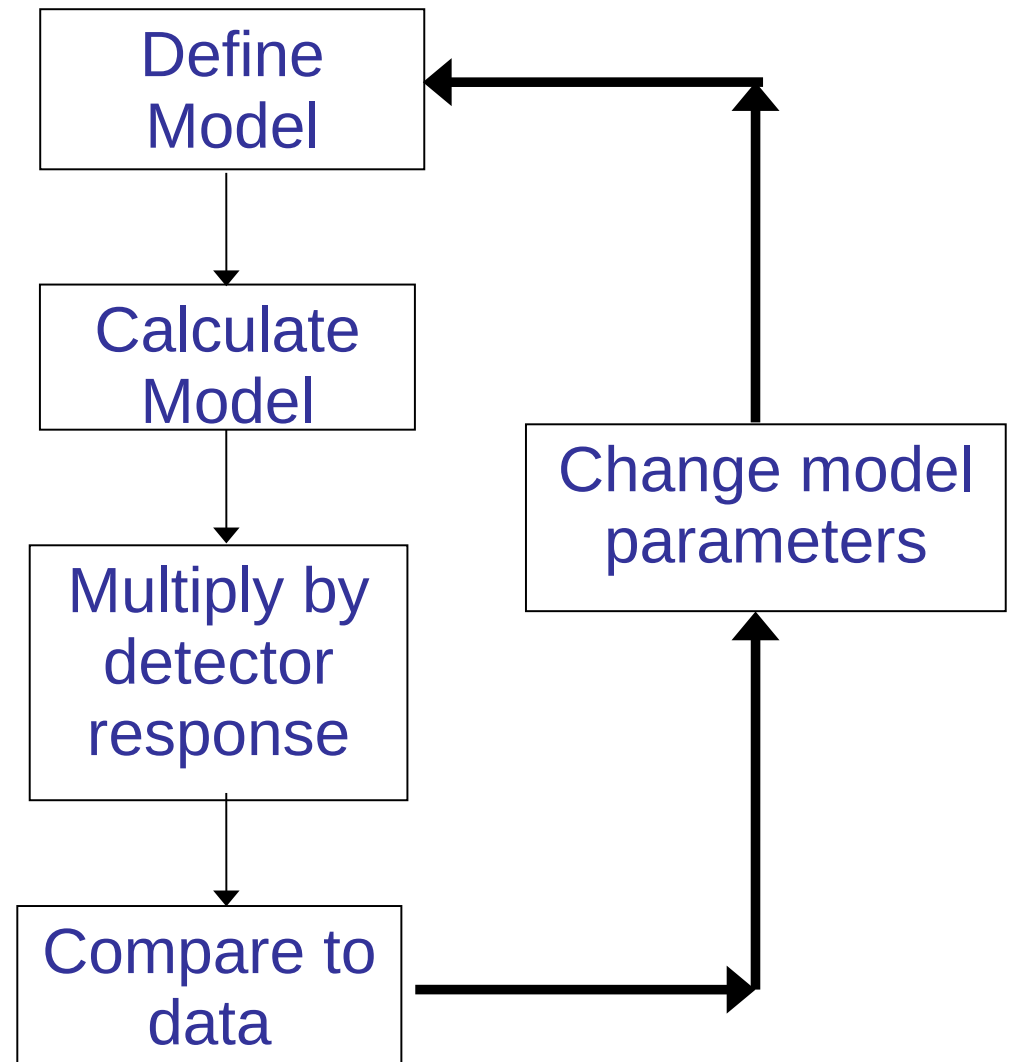 Define
Model
Calculate
Model
Multiply by
detector
response
Compare to
data
Change model
parameters